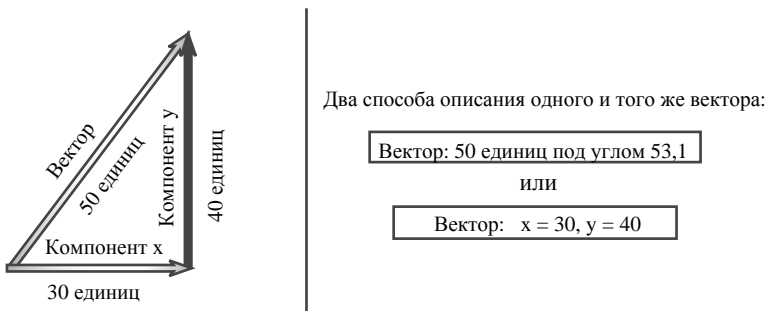 Вектор
50 единиц
Компонент y
40 единиц
Компонент x
30 единиц
Два способа описания одного и того же вектора:
Вектор: 50 единиц под углом 53,1
или
Вектор: x = 30, y = 40